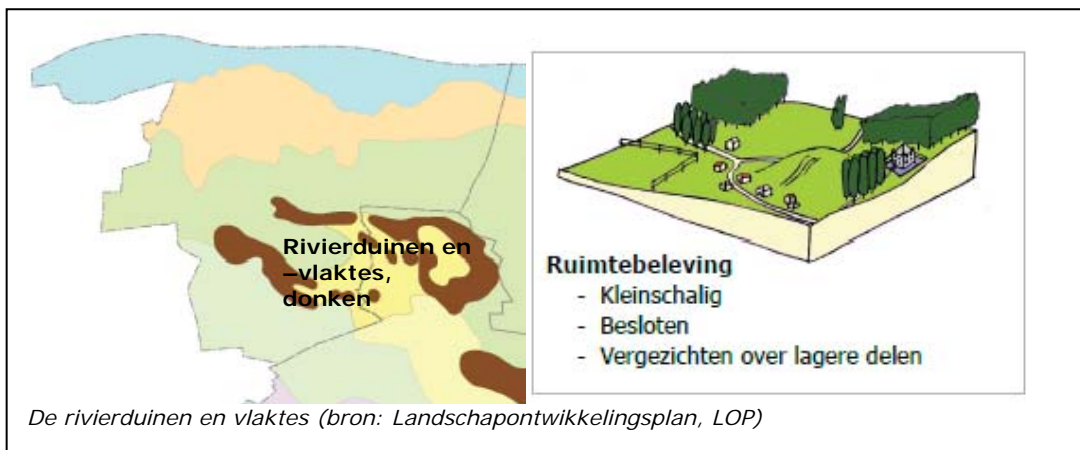 Rivierduinen en
–vlaktes,
donken
Ruimtebeleving
- Kleinschalig
- Besloten
- Vergezichten over lagere delen
De rivierduinen en vlaktes (bron: Landschapontwikkelingsplan, LOP)